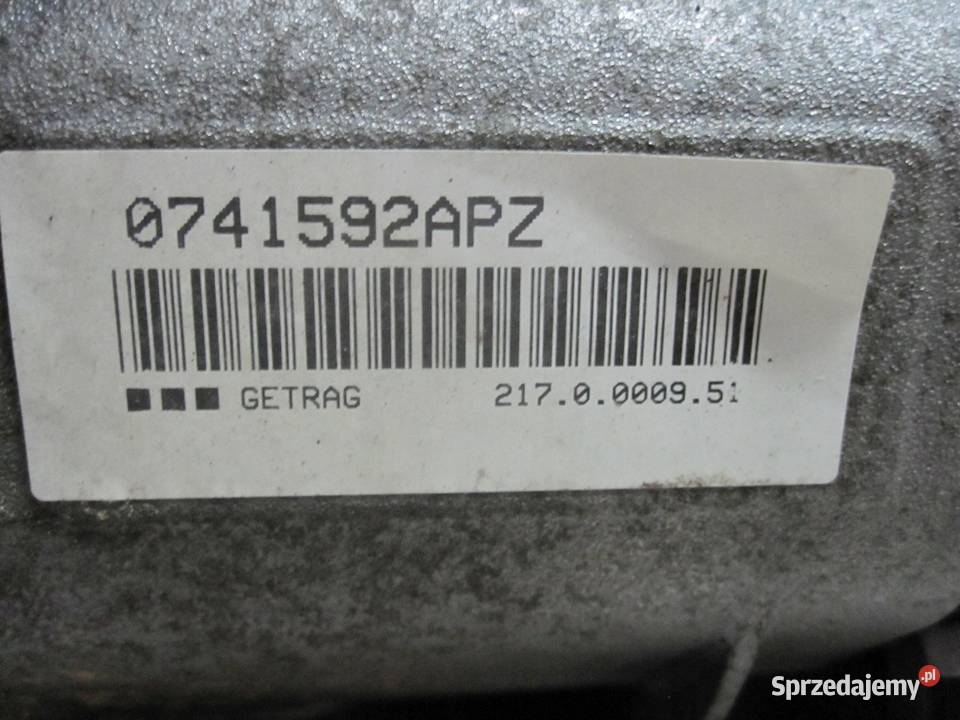 0741592APZ
GETRAG 217.0.0009.51
Sprzedajemy.pl